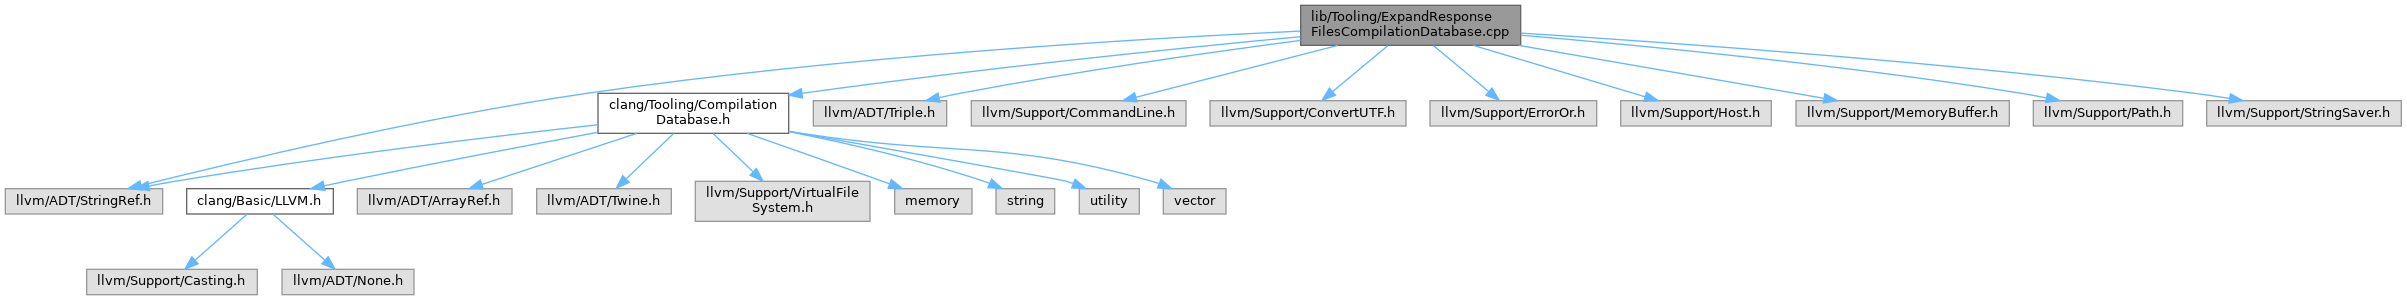 lib/Tooling/ExpandResponse
FilesCompilationDatabase.cpp
clang/Tooling/Compilation
Database.h
llvm/ADT/Triple.h
llvm/Support/CommandLine.h
llvm/Support/ConvertUTF.h
llvm/Support/ErrorOr.h
llvm/Support/Host.h
llvm/Support/MemoryBuffer.h
llvm/Support/Path.h
llvm/Support/StringSaver.h
llvm/ADT/StringRef.h
clang/Basic/LLVM.h
llvm/ADT/ArrayRef.h
llvm/ADT/Twine.h
llvm/Support/VirtualFile
System.h
memory
string
utility
vector
llvm/Support/Casting.h
llvm/ADT/None.h